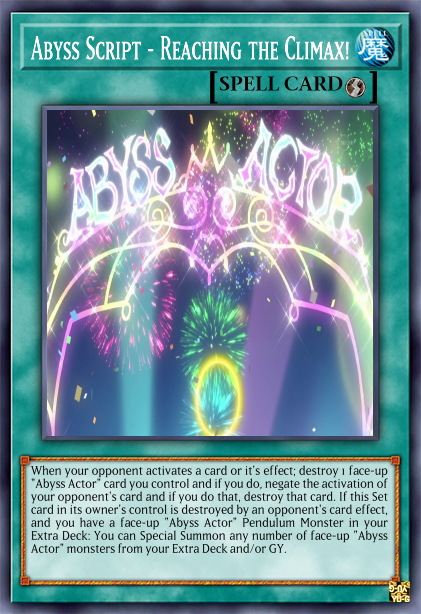 ABYSS SCRIPT - REACHING THE CLIMAX!
SPELL
魔
[SPELL CARD]
ABYSS ACTOR
When your opponent activates a card or it's effect; destroy 1 face-up
"Abyss Actor" card you control and if you do, negate the activation of
your opponent's card and if you do that, destroy that card. If this Set
card in its owner's control is destroyed by an opponent's card effect,
and you have a face-up "Abyss Actor" Pendulum Monster in your
Extra Deck: You can Special Summon any number of face-up "Abyss
Actor" monsters from your Extra Deck and/or GY.